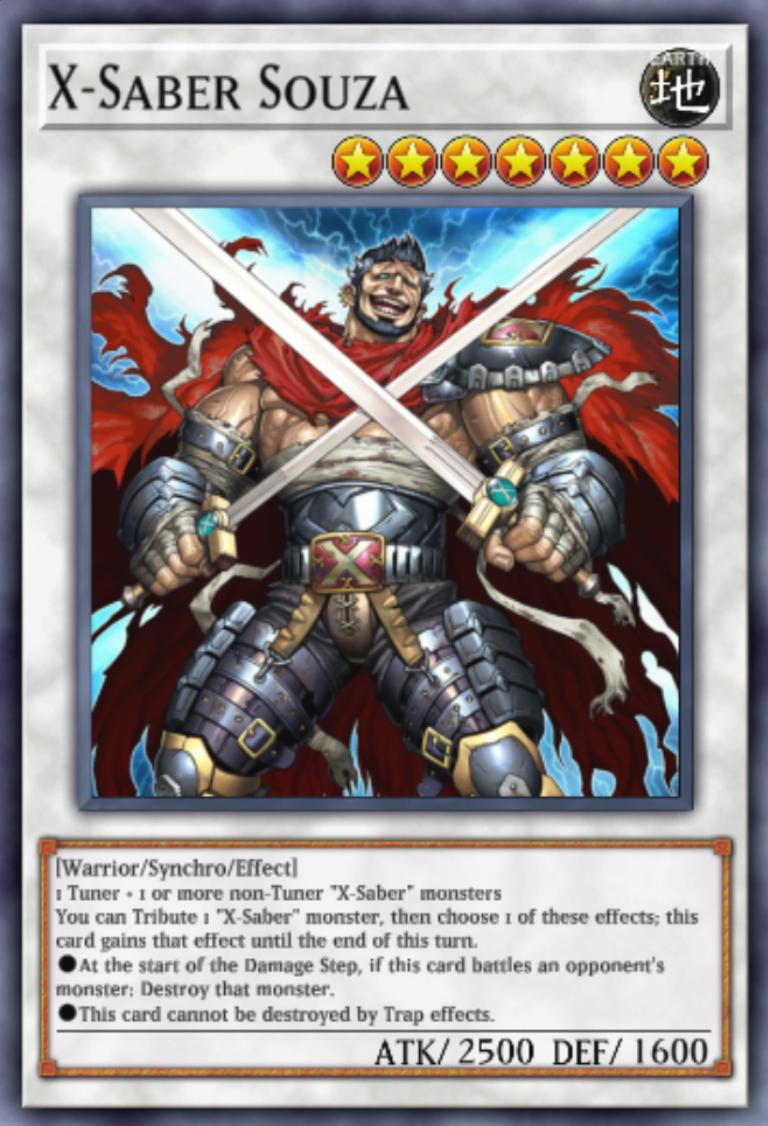 X-Saber Souza
EARTH
地
[Warrior/Synchro/Effect]
1 Tuner + 1 or more non-Tuner "X-Saber" monsters
You can Tribute 1 "X-Saber" monster, then choose 1 of these effects; this
card gains that effect until the end of this turn.
●At the start of the Damage Step, if this card battles an opponent's
monster: Destroy that monster.
●This card cannot be destroyed by Trap effects.
ATK/ 2500 DEF/ 1600